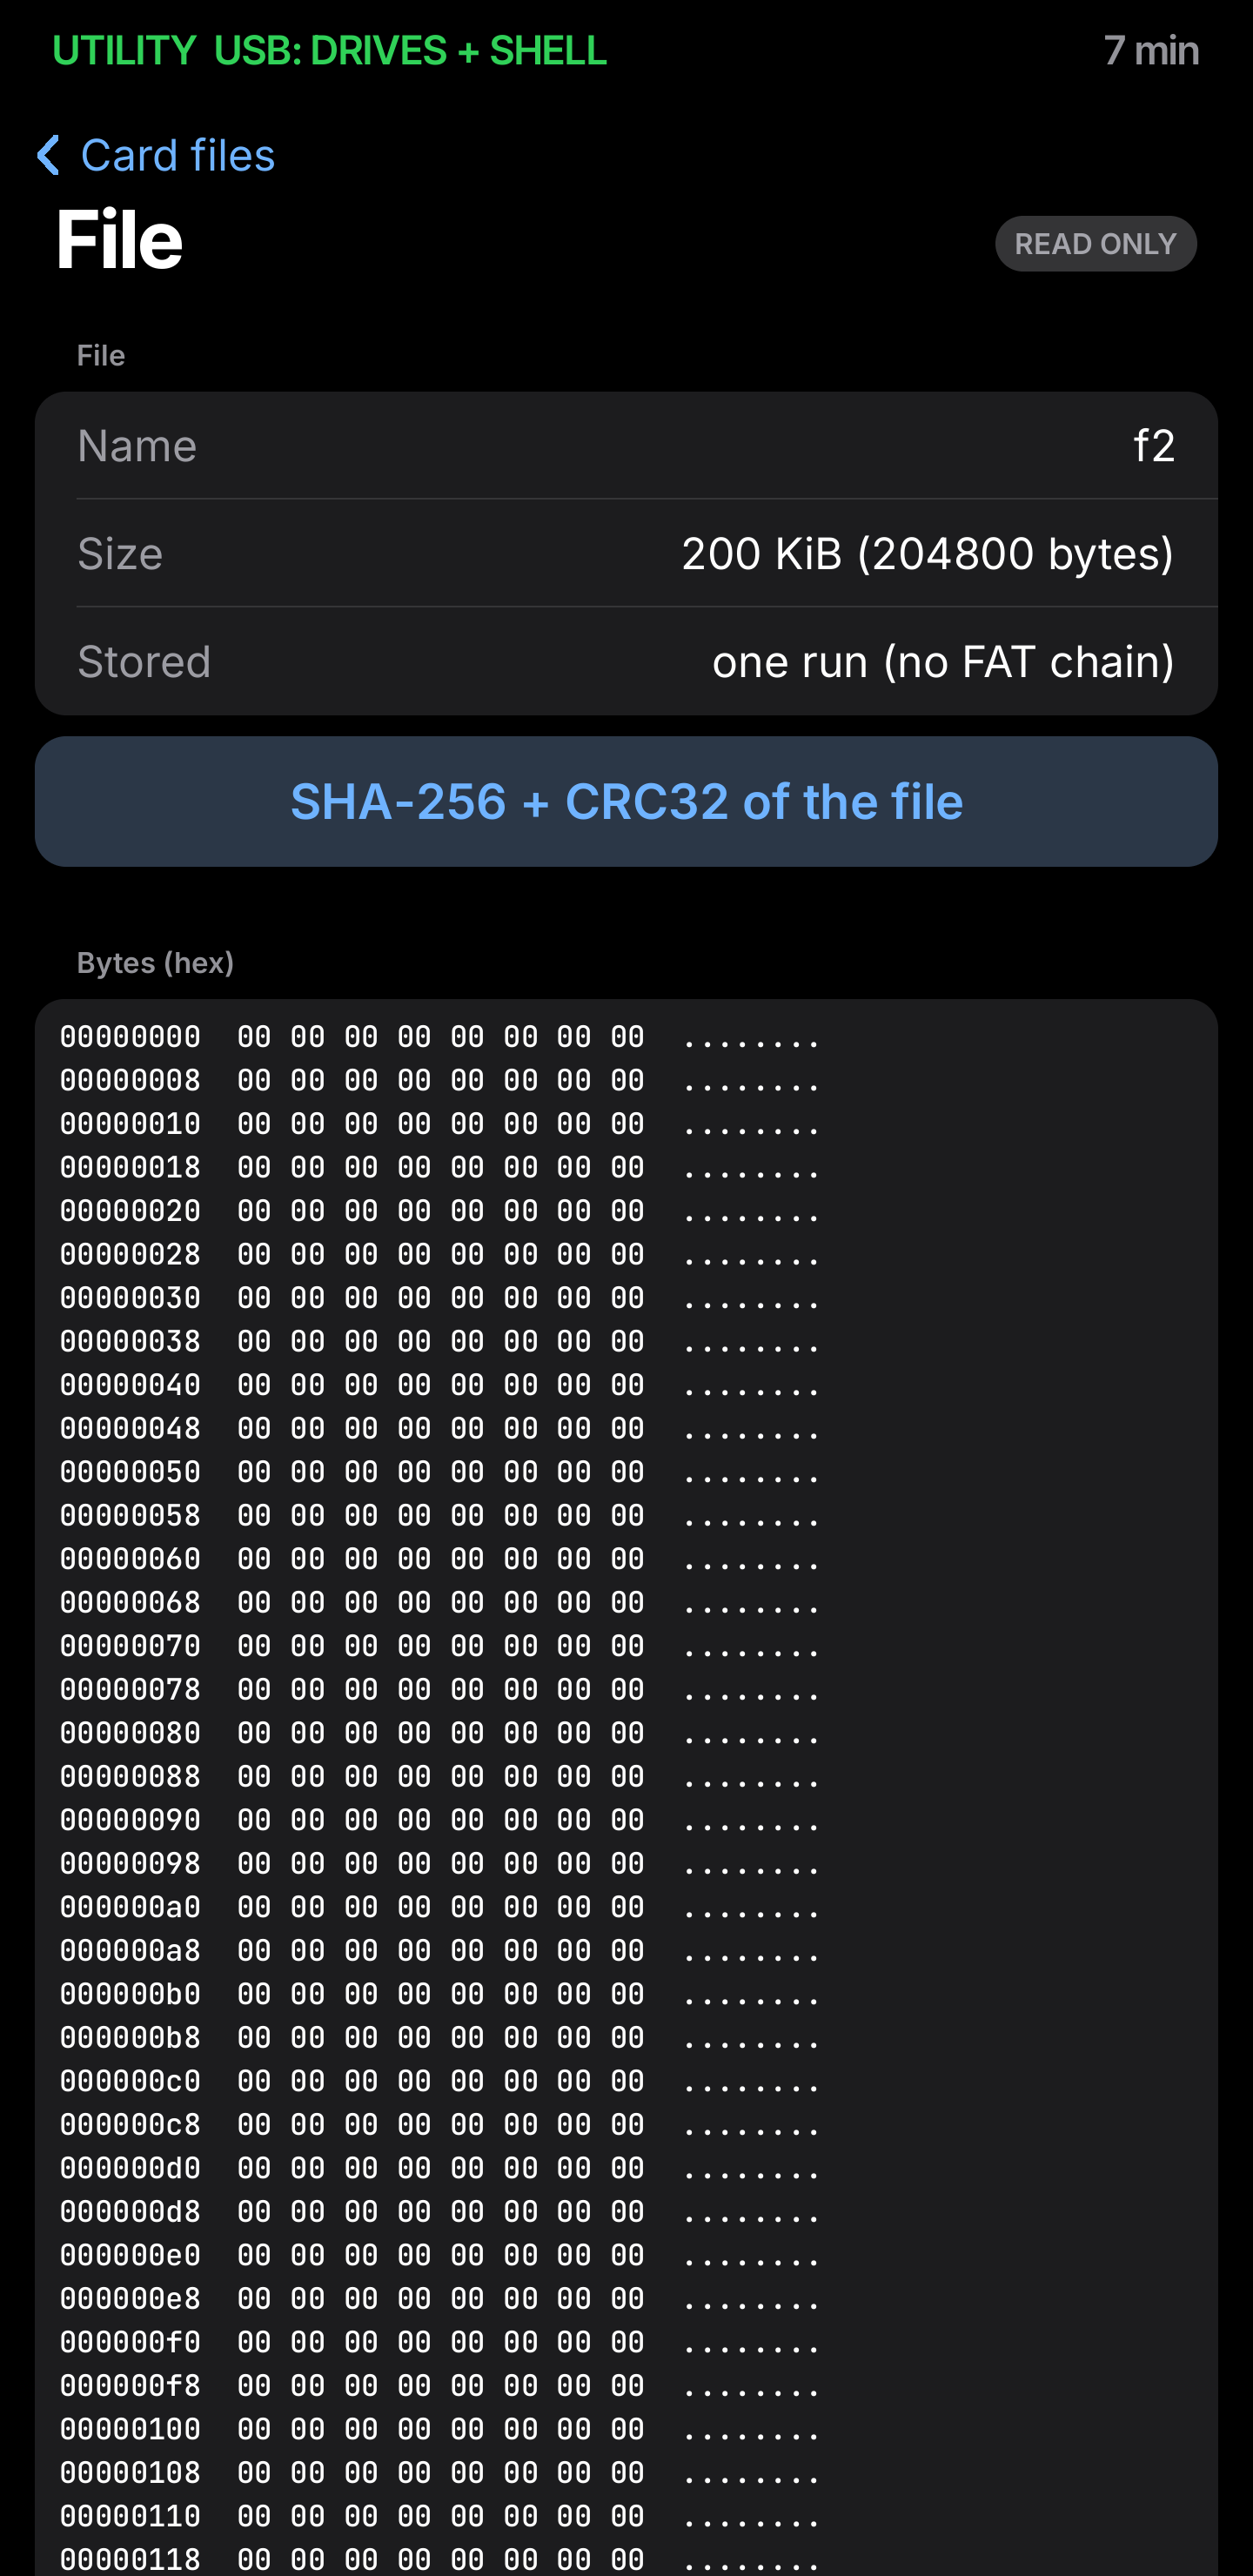 UTILITY USB: DRIVES + SHELL 7 min
Card files
File READ ONLY
File
Name f2
Size 200 KiB (204800 bytes)
Stored one run (no FAT chain)
SHA-256 + CRC32 of the file
Bytes (hex)
00000000 00 00 00 00 00 00 00 00 ........
00000008 00 00 00 00 00 00 00 00 ........
00000010 00 00 00 00 00 00 00 00 ........
00000018 00 00 00 00 00 00 00 00 ........
00000020 00 00 00 00 00 00 00 00 ........
00000028 00 00 00 00 00 00 00 00 ........
00000030 00 00 00 00 00 00 00 00 ........
00000038 00 00 00 00 00 00 00 00 ........
00000040 00 00 00 00 00 00 00 00 ........
00000048 00 00 00 00 00 00 00 00 ........
00000050 00 00 00 00 00 00 00 00 ........
00000058 00 00 00 00 00 00 00 00 ........
00000060 00 00 00 00 00 00 00 00 ........
00000068 00 00 00 00 00 00 00 00 ........
00000070 00 00 00 00 00 00 00 00 ........
00000078 00 00 00 00 00 00 00 00 ........
00000080 00 00 00 00 00 00 00 00 ........
00000088 00 00 00 00 00 00 00 00 ........
00000090 00 00 00 00 00 00 00 00 ........
00000098 00 00 00 00 00 00 00 00 ........
000000a0 00 00 00 00 00 00 00 00 ........
000000a8 00 00 00 00 00 00 00 00 ........
000000b0 00 00 00 00 00 00 00 00 ........
000000b8 00 00 00 00 00 00 00 00 ........
000000c0 00 00 00 00 00 00 00 00 ........
000000c8 00 00 00 00 00 00 00 00 ........
000000d0 00 00 00 00 00 00 00 00 ........
000000d8 00 00 00 00 00 00 00 00 ........
000000e0 00 00 00 00 00 00 00 00 ........
000000e8 00 00 00 00 00 00 00 00 ........
000000f0 00 00 00 00 00 00 00 00 ........
000000f8 00 00 00 00 00 00 00 00 ........
00000100 00 00 00 00 00 00 00 00 ........
00000108 00 00 00 00 00 00 00 00 ........
00000110 00 00 00 00 00 00 00 00 ........
00000118 00 00 00 00 00 00 00 00 ........